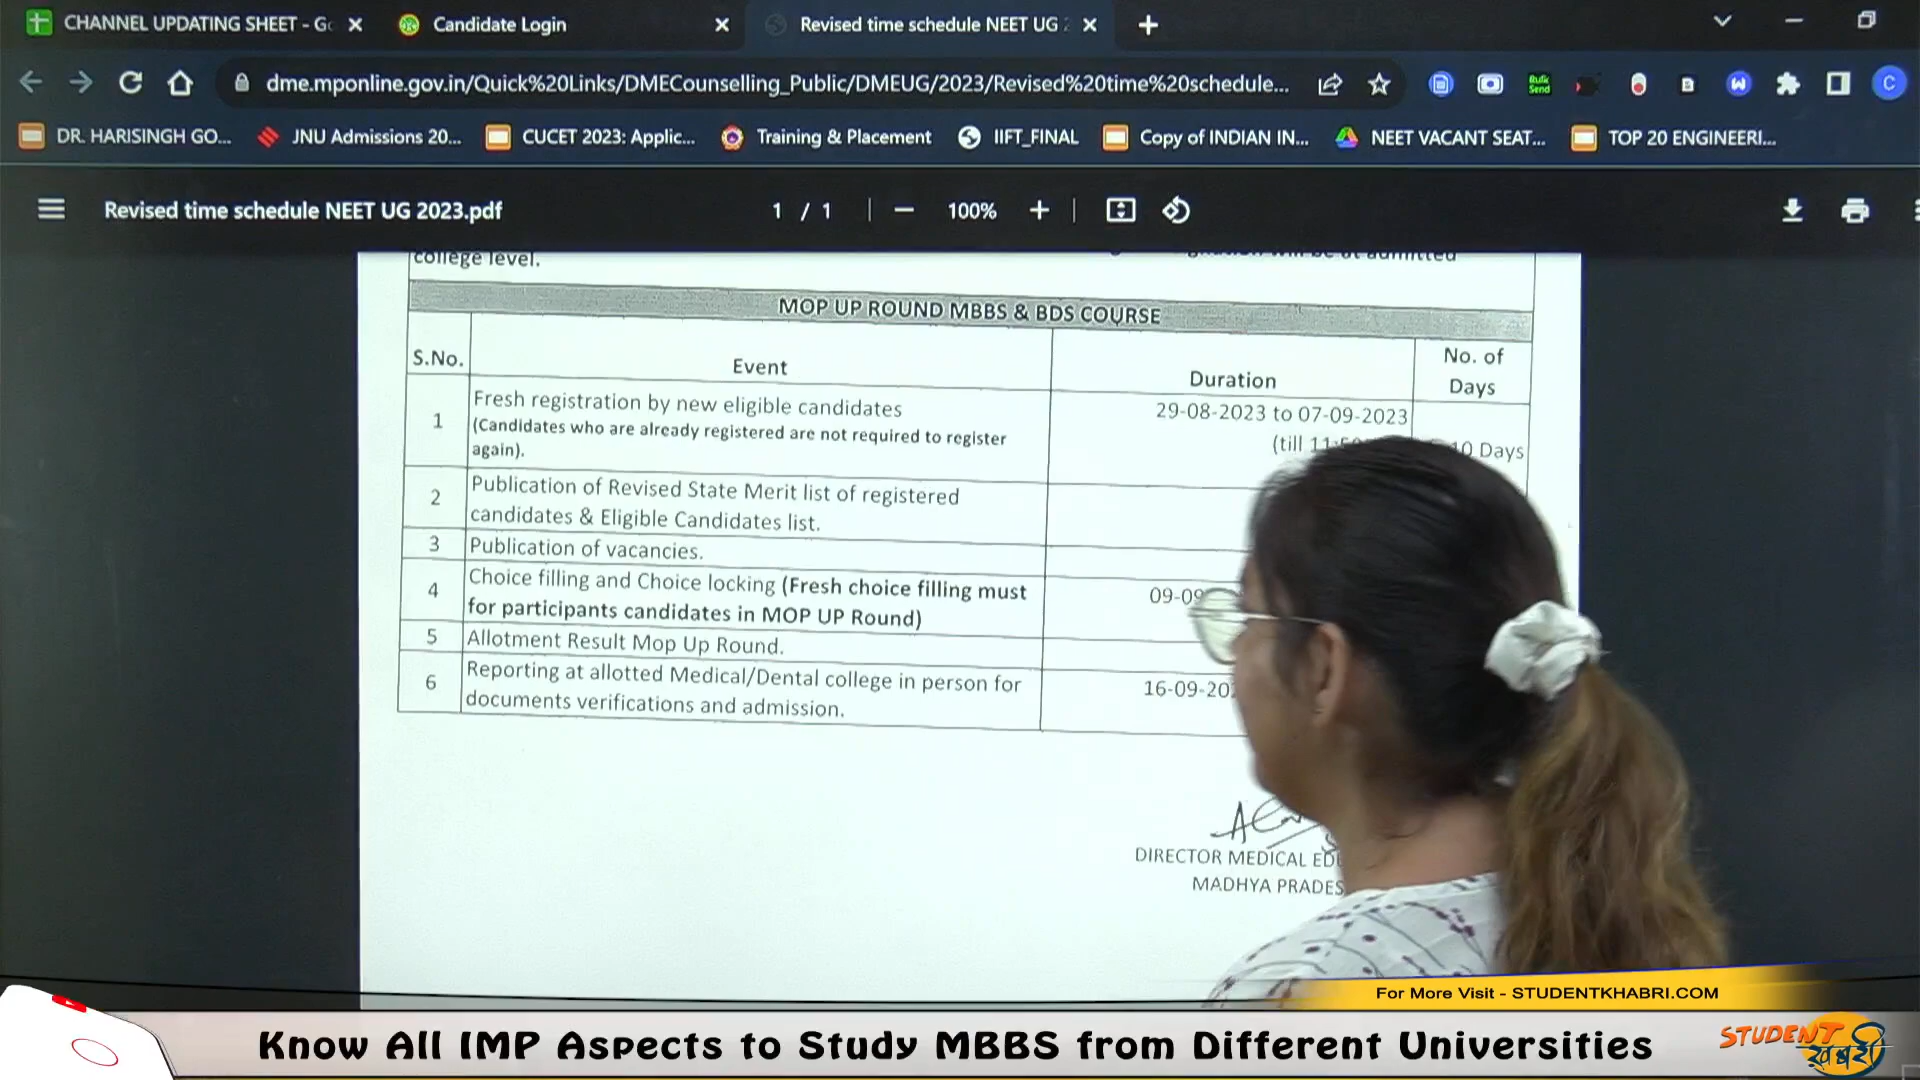 CHANNEL UPDATING SHEET - Go
Candidate Login
Revised time schedule NEET UG
dme.mponline.gov.in/Quick%20Links/DMECounselling_Public/DMEUG/2023/Revised%20time%20schedule...
DR. HARISINGH GO...
JNU Admissions 20...
CUCET 2023: Applic...
Training & Placement
IIFT_FINAL
Copy of INDIAN IN...
NEET VACANT SEAT...
TOP 20 ENGINEERI...
Revised time schedule NEET UG 2023.pdf
1 / 1
100%
college level.
will be at admitted
MOP UP ROUND MBBS & BDS COURSE
S.No.
Event
Duration
No. of
Days
1
Fresh registration by new eligible candidates
(Candidates who are already registered are not required to register
again).
29-08-2023 to 07-09-2023
(till
10 Days
2
Publication of Revised State Merit list of registered
candidates & Eligible Candidates list.
3
Publication of vacancies.
4
Choice filling and Choice locking (Fresh choice filling must
for participants candidates in MOP UP Round)
09-09
5
Allotment Result Mop Up Round.
6
Reporting at allotted Medical/Dental college in person for
documents verifications and admission.
16-09-20
DIRECTOR MEDICAL
MADHYA PRADES
For More Visit - STUDENTKHABRI.COM
Know All IMP Aspects to Study MBBS from Different Universities
STUDENT
खबरी